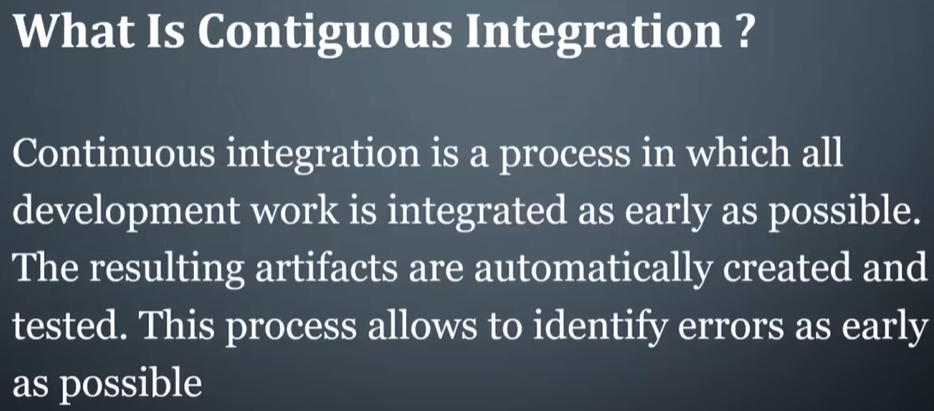 What Is Contiguous Integration ?
Continuous integration is a process in which all
development work is integrated as early as possible.
The resulting artifacts are automatically created and
tested. This process allows to identify errors as early
as possible